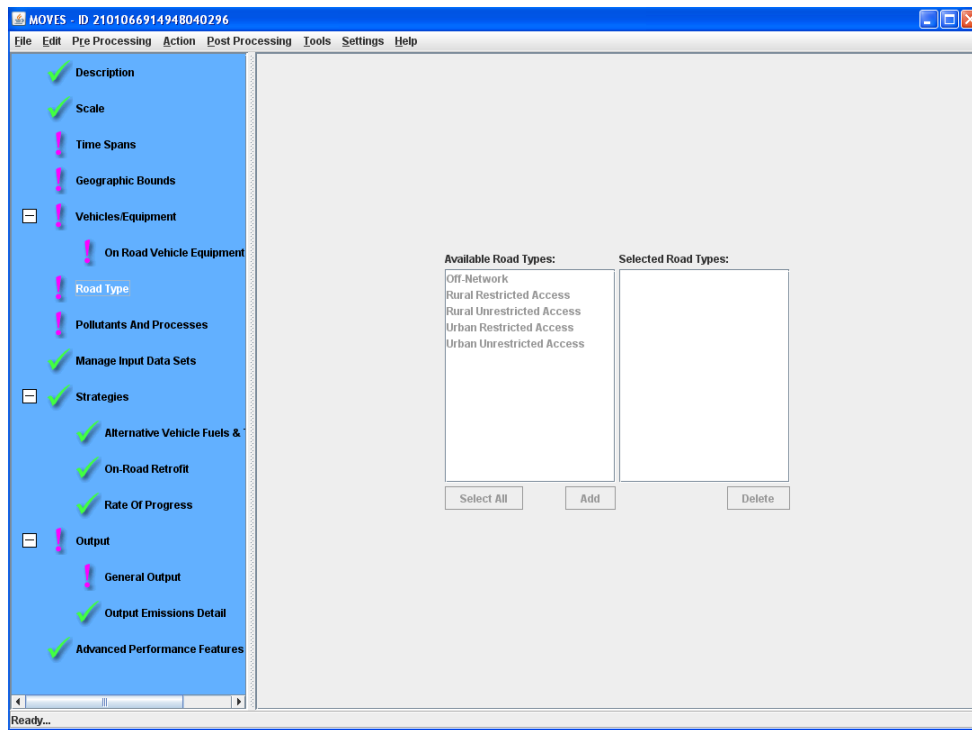 MOVES - ID 2101066914948040296
File Edit Pre Processing Action Post Processing Tools Settings Help
Description
Scale
Time Spans
Geographic Bounds
Vehicles/Equipment
On Road Vehicle Equipment
Road Type
Pollutants And Processes
Manage Input Data Sets
Strategies
Alternative Vehicle Fuels &
On-Road Retrofit
Rate Of Progress
Output
General Output
Output Emissions Detail
Advanced Performance Features
Available Road Types:
Off-Network
Rural Restricted Access
Rural Unrestricted Access
Urban Restricted Access
Urban Unrestricted Access
Selected Road Types:
Select All Add Delete
Ready...